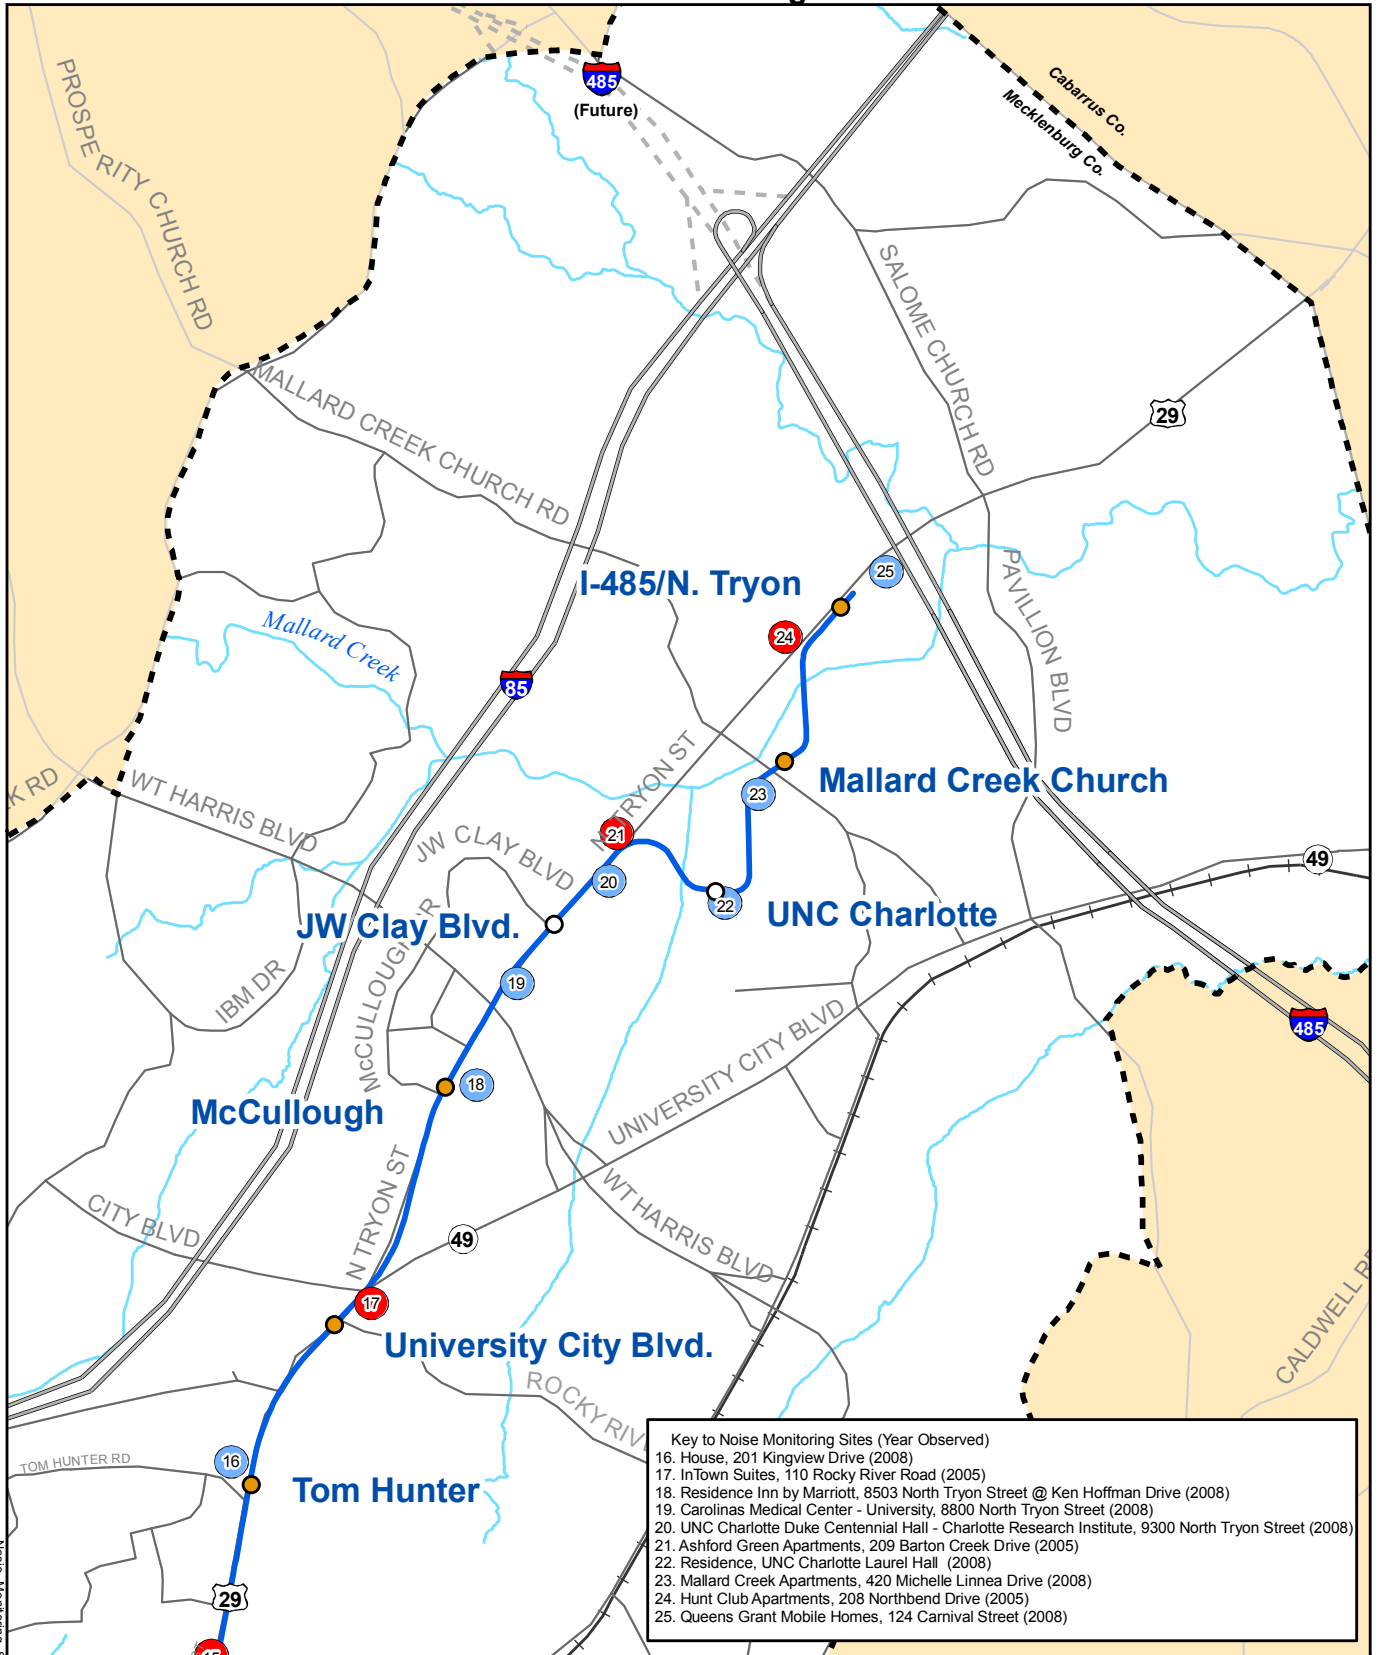 485
(Future)
Cabarrus Co.
Mecklenburg Co.
PROSPERITY CHURCH RD
SALOME CHURCH RD
MALLARD CREEK CHURCH RD
29
I-485/N. Tryon
25
24
PAVILLION BLVD
Mallard Creek
85
N TRYON ST
Mallard Creek Church
K RD
WT HARRIS BLVD
23
JW CLAY BLVD
21
20
49
22
UNC Charlotte
JW Clay Blvd.
McCULLOUGH DR
19
IBM DR
485
UNIVERSITY CITY BLVD
18
McCullough
N TRYON ST
WT HARRIS BLVD
CITY BLVD
49
17
University City Blvd.
CALDWELL R
ROCKY RIV
TOM HUNTER RD
16
Tom Hunter
29
Key to Noise Monitoring Sites (Year Observed)
16. House, 201 Kingview Drive (2008)
17. InTown Suites, 110 Rocky River Road (2005)
18. Residence Inn by Marriott, 8503 North Tryon Street @ Ken Hoffman Drive (2008)
19. Carolinas Medical Center - University, 8800 North Tryon Street (2008)
20. UNC Charlotte Duke Centennial Hall - Charlotte Research Institute, 9300 North Tryon Street (2008)
21. Ashford Green Apartments, 209 Barton Creek Drive (2005)
22. Residence, UNC Charlotte Laurel Hall (2008)
23. Mallard Creek Apartments, 420 Michelle Linnea Drive (2008)
24. Hunt Club Apartments, 208 Northbend Drive (2005)
25. Queens Grant Mobile Homes, 124 Carnival Street (2008)